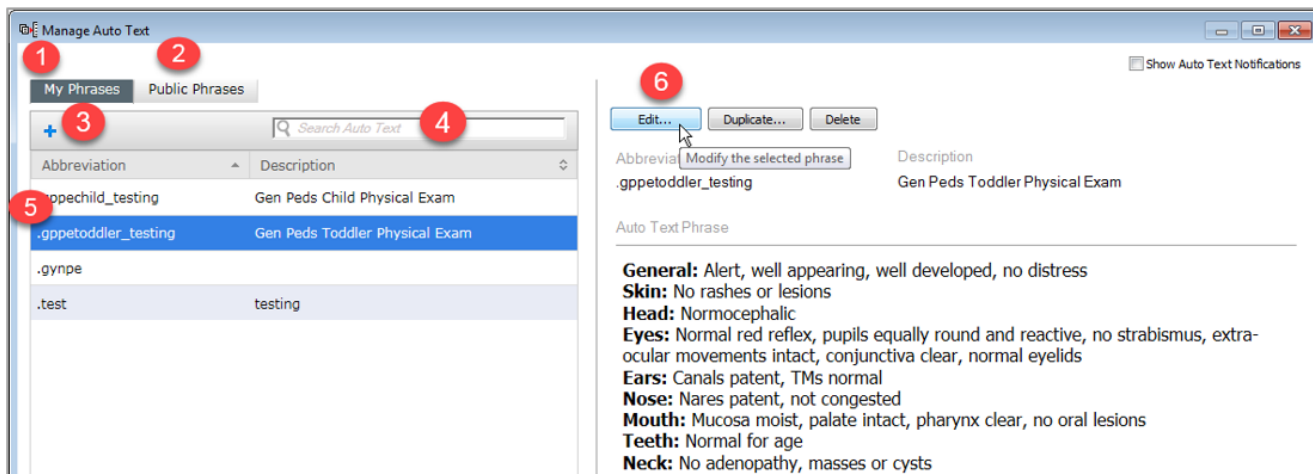 Manage Auto Text
1
2
Show Auto Text Notifications
My Phrases Public Phrases
6
3
Search Auto Text
4
Edit... Duplicate... Delete
Abbreviation Description
Modify the selected phrase
Description
.gppetoddler_testing Gen Peds Toddler Physical Exam
Gen Peds Child Physical Exam
5
.gppetoddler_testing Gen Peds Toddler Physical Exam
Auto Text Phrase
.gynpe
.test testing
General: Alert, well appearing, well developed, no distress
Skin: No rashes or lesions
Head: Normocephalic
Eyes: Normal red reflex, pupils equally round and reactive, no strabismus, extra-
ocular movements intact, conjunctiva clear, normal eyelids
Ears: Canals patent, TMs normal
Nose: Nares patent, not congested
Mouth: Mucosa moist, palate intact, pharynx clear, no oral lesions
Teeth: Normal for age
Neck: No adenopathy, masses or cysts